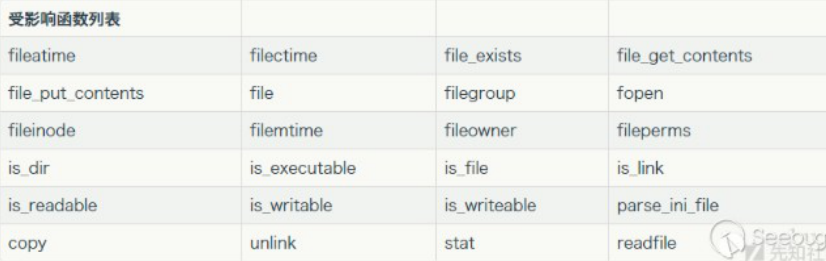 受影响函数列表
fileatime filectime file_exists file_get_contents
file_put_contents file filegroup fopen
fileinode filemtime fileowner fileperms
is_dir is_executable is_file is_link
is_readable is_writable is_writeable parse_ini_file
copy unlink stat readfile
Seebug
先知社